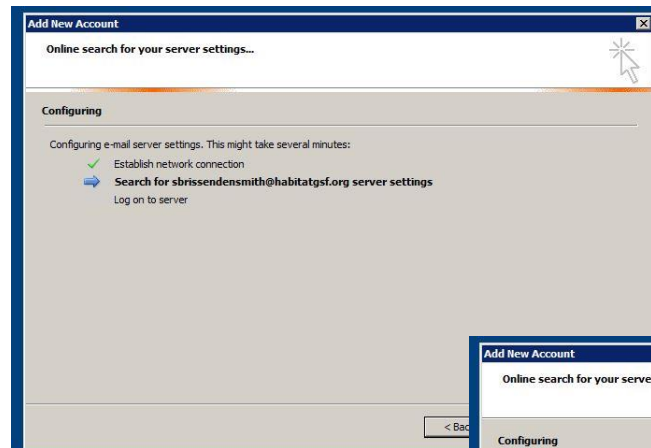 Add New Account
Online search for your server settings...
Configuring
Configuring e-mail server settings. This might take several minutes:
Establish network connection
Search for sbrissendensmith@habitatgsf.org server settings
Log on to server
Add New Account
Online search for your serve
< Bac
Configuring